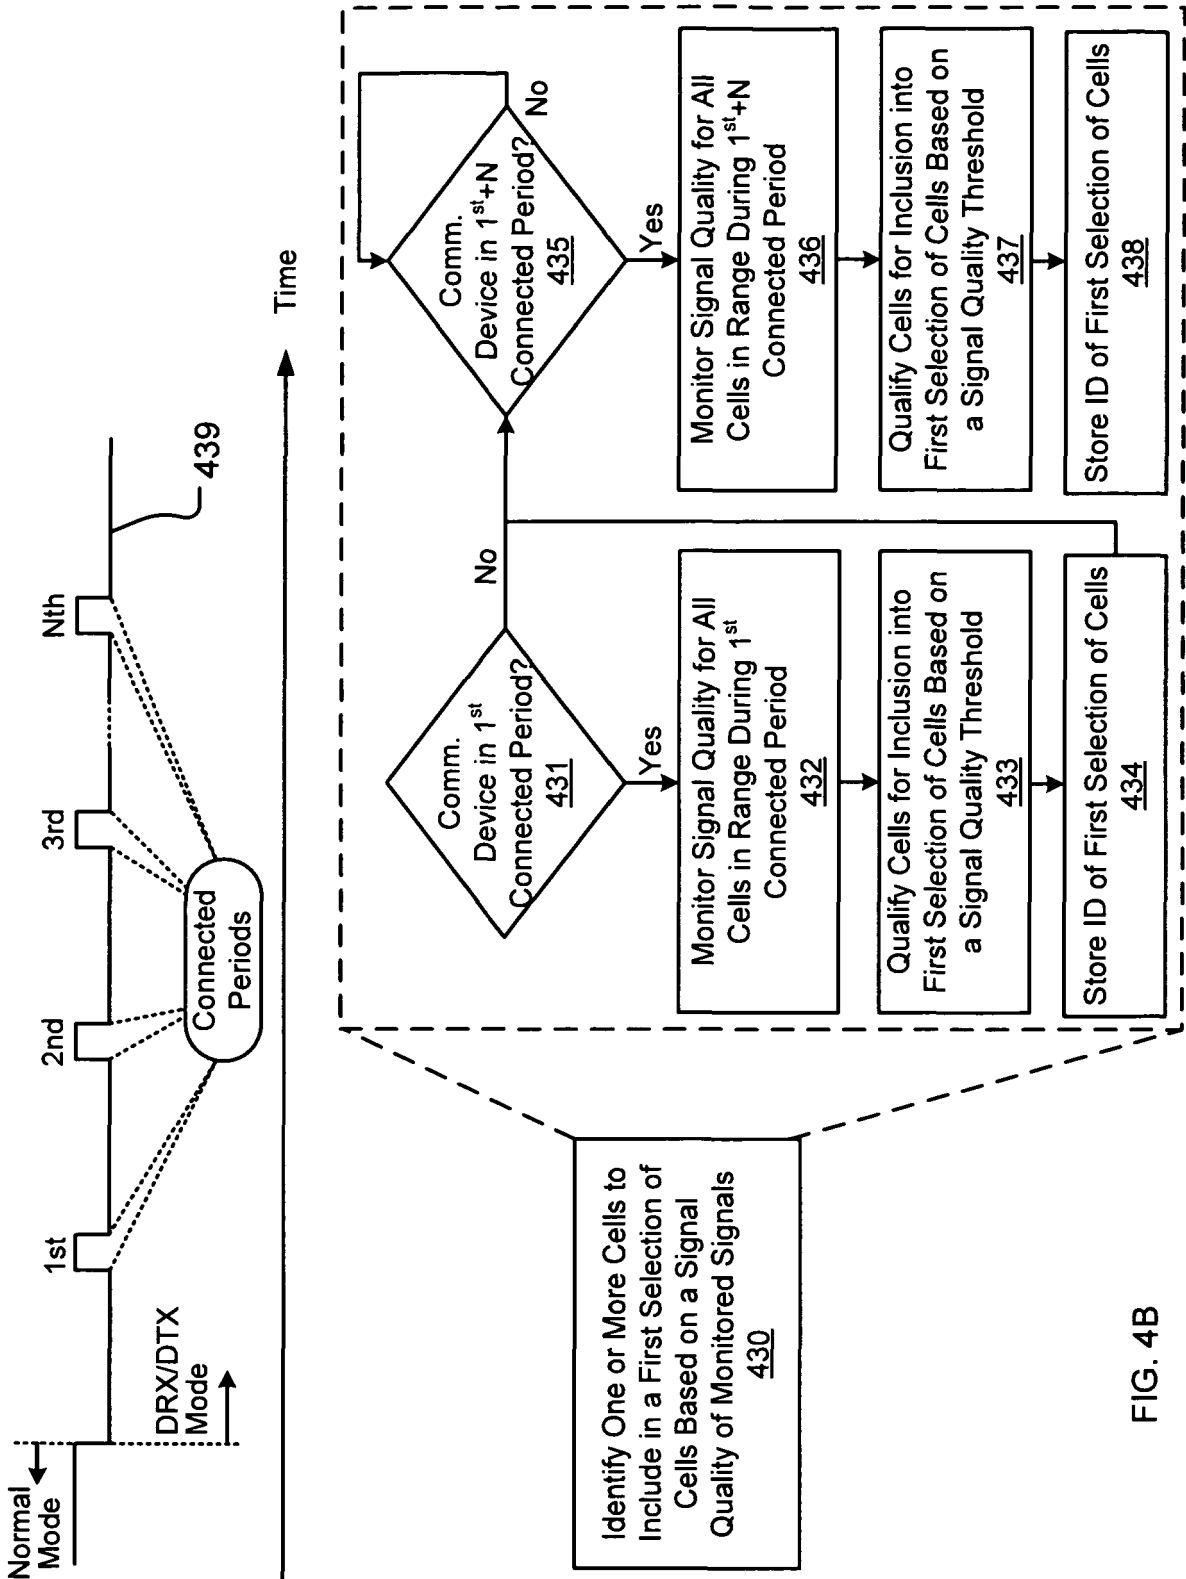 Normal
Mode
DRX/DTX
Mode
1st
2nd
3rd
Nth
Connected
Periods
439
Time
Identify One or More Cells to
Include in a First Selection of
Cells Based on a Signal
Quality of Monitored Signals
430
Comm.
Device in 1st
Connected Period?
431
No
Yes
Monitor Signal Quality for All
Cells in Range During 1st
Connected Period
432
Qualify Cells for Inclusion into
First Selection of Cells Based on
a Signal Quality Threshold
433
Store ID of First Selection of Cells
434
Comm.
Device in 1st+N
Connected Period?
435
No
Yes
Monitor Signal Quality for All
Cells in Range During 1st+N
Connected Period
436
Qualify Cells for Inclusion into
First Selection of Cells Based on
a Signal Quality Threshold
437
Store ID of First Selection of Cells
438
FIG. 4B